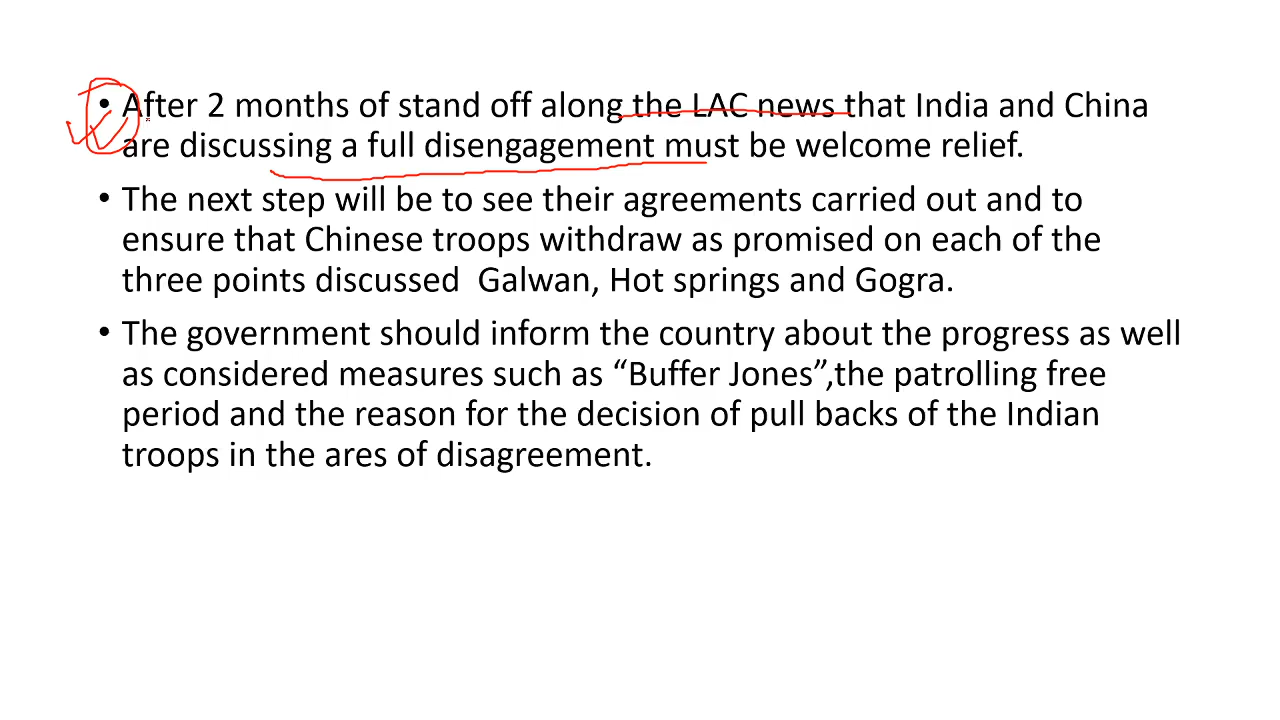 • After 2 months of stand off along the LAC news that India and China
are discussing a full disengagement must be welcome relief.
• The next step will be to see their agreements carried out and to
ensure that Chinese troops withdraw as promised on each of the
three points discussed  Galwan, Hot springs and Gogra.
• The government should inform the country about the progress as well
as considered measures such as “Buffer Jones”,the patrolling free
period and the reason for the decision of pull backs of the Indian
troops in the ares of disagreement.